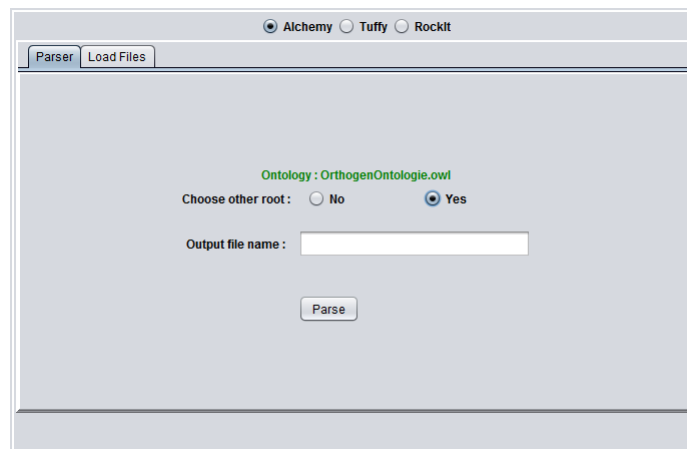 Alchemy Tuffy RockIt
Parser Load Files
Ontology : OrthogenOntologie.owl
Choose other root : No Yes
Output file name :
Parse